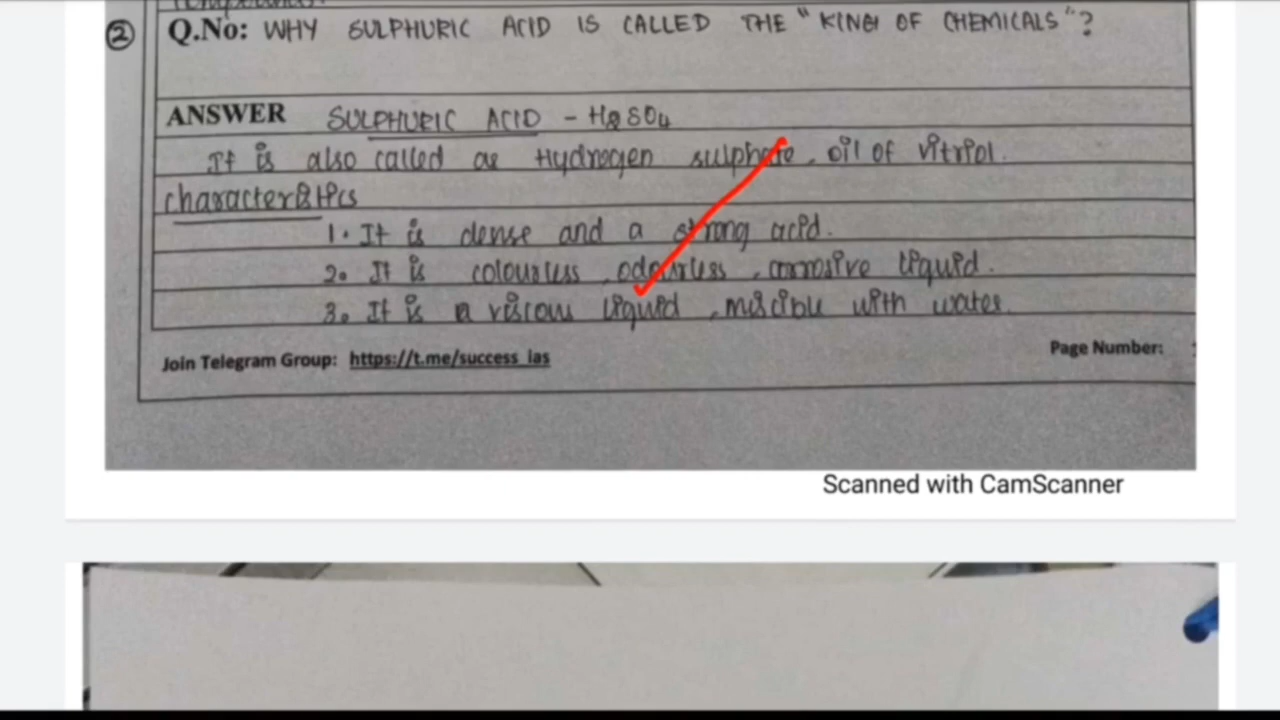 ② Q.No: WHY SULPHURIC ACID IS CALLED THE "KING OF CHEMICALS"?
ANSWER SULPHURIC ACID - H2SO4
It is also called as Hydrogen sulphate, oil of vitriol.
characteristics
1. It is dense and a strong acid.
2. It is colourless, odourless, corrosive liquid.
3. It is a viscous liquid, miscible with water.
Join Telegram Group: https://t.me/success_ias Page Number:
Scanned with CamScanner